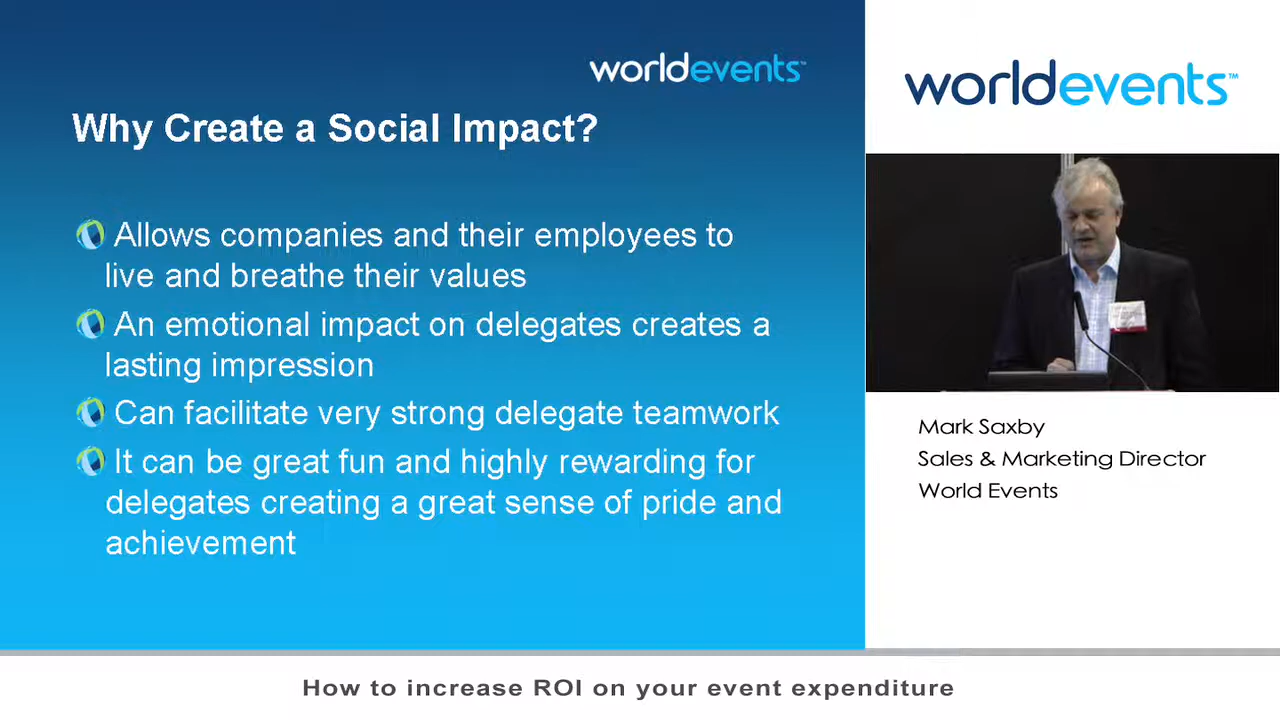 worldevents™
Why Create a Social Impact?
Allows companies and their employees to
live and breathe their values
An emotional impact on delegates creates a
lasting impression
Can facilitate very strong delegate teamwork
It can be great fun and highly rewarding for
delegates creating a great sense of pride and
achievement
worldevents™
Mark Saxby
Sales & Marketing Director
World Events
How to increase ROI on your event expenditure